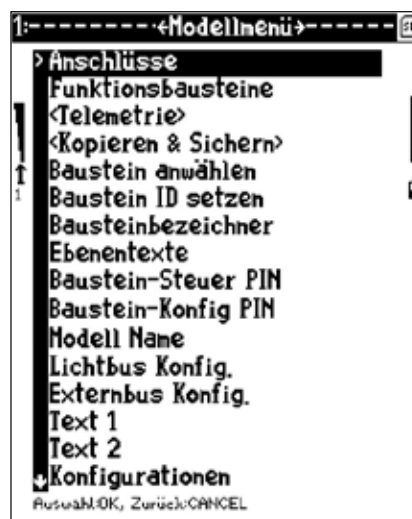 1:--------‹Modellmenü›------
>Anschlüsse
Funktionsbausteine
<Telemetrie>
<Kopieren & Sichern>
Baustein anwählen
Baustein ID setzen
1
Bausteinbezeichner
Ebenentexte
Baustein-Steuer PIN
Baustein-Konfig PIN
Modell Name
Lichtbus Konfig.
Externbus Konfig.
Text 1
Text 2
Konfigurationen
Auswahl:OK, Zurück:CANCEL